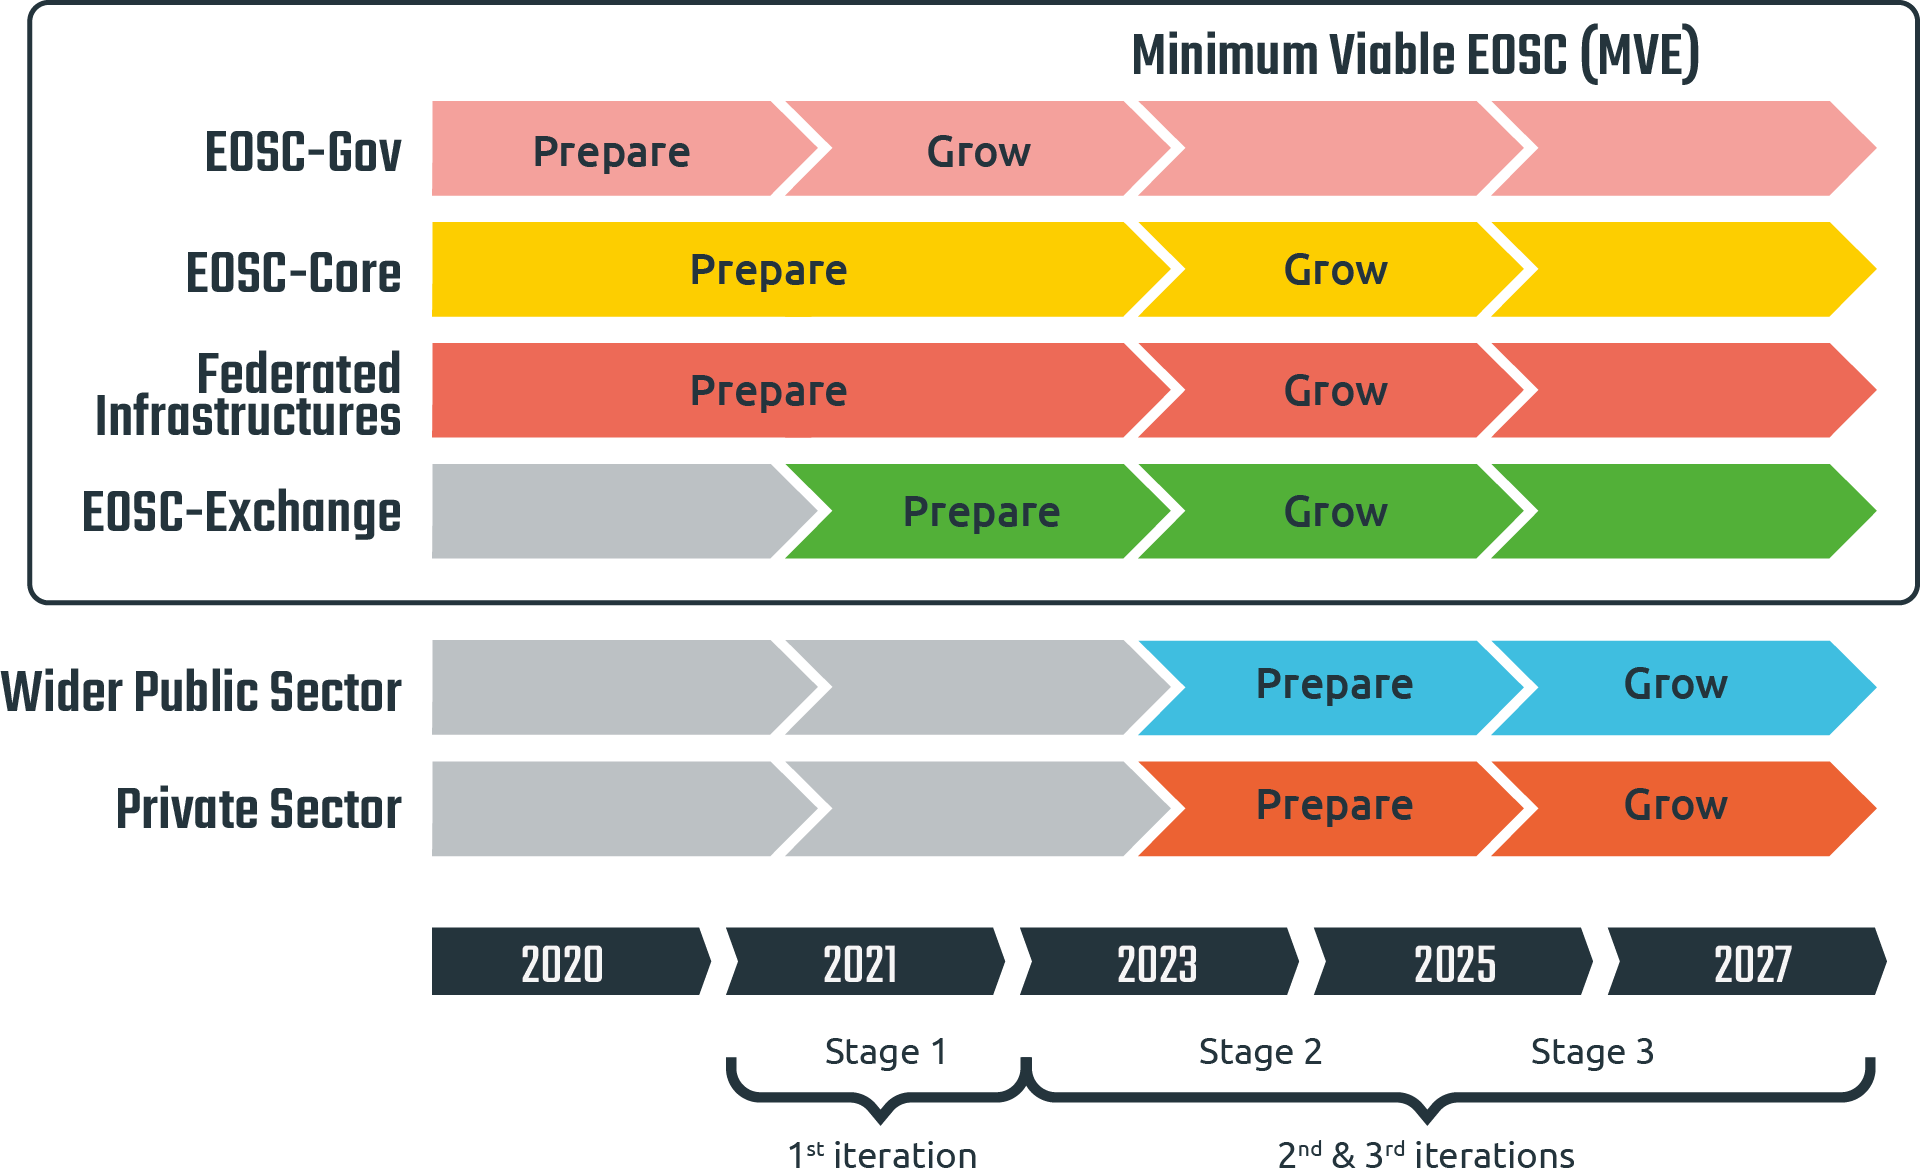 Minimum Viable EOSC (MVE)
EOSC-Gov
Prepare
Grow
EOSC-Core
Prepare
Grow
Federated
Infrastructures
Prepare
Grow
EOSC-Exchange
Prepare
Grow
Wider Public Sector
Prepare
Grow
Private Sector
Prepare
Grow
2020
2021
2023
2025
2027
Stage 1
Stage 2
Stage 3
1st iteration
2nd & 3rd iterations